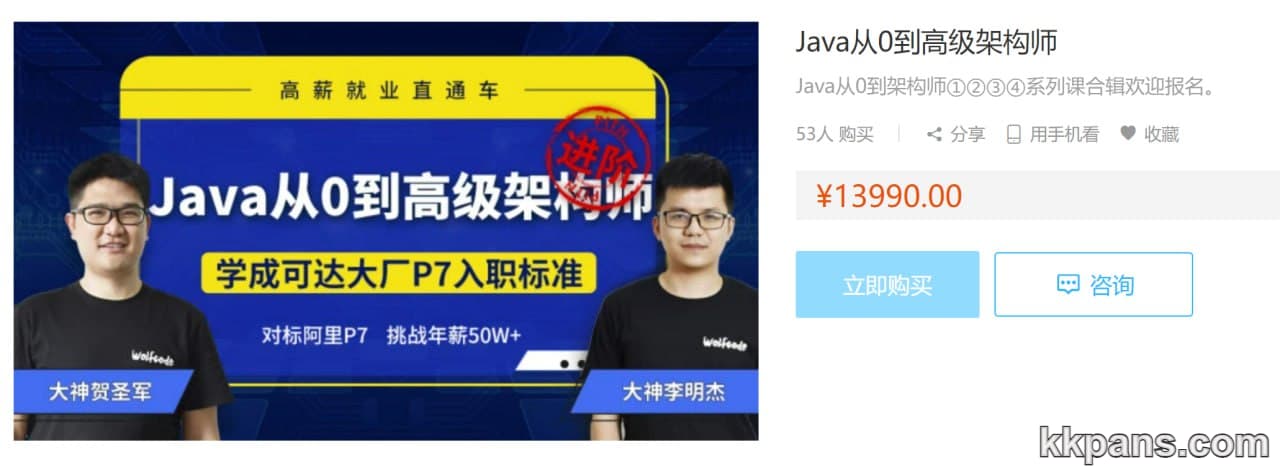 高薪就业直通车
进阶
Java从0到高级架构师
学成可达大厂P7入职标准
对标阿里P7 挑战年薪50W+
wolfcode
wolfcode
大神贺圣军
大神李明杰
Java从0到高级架构师
Java从0到架构师①②③④系列课合辑欢迎报名。
53人 购买
分享
用手机看
收藏
¥13990.00
立即购买
咨询
kkpans.com